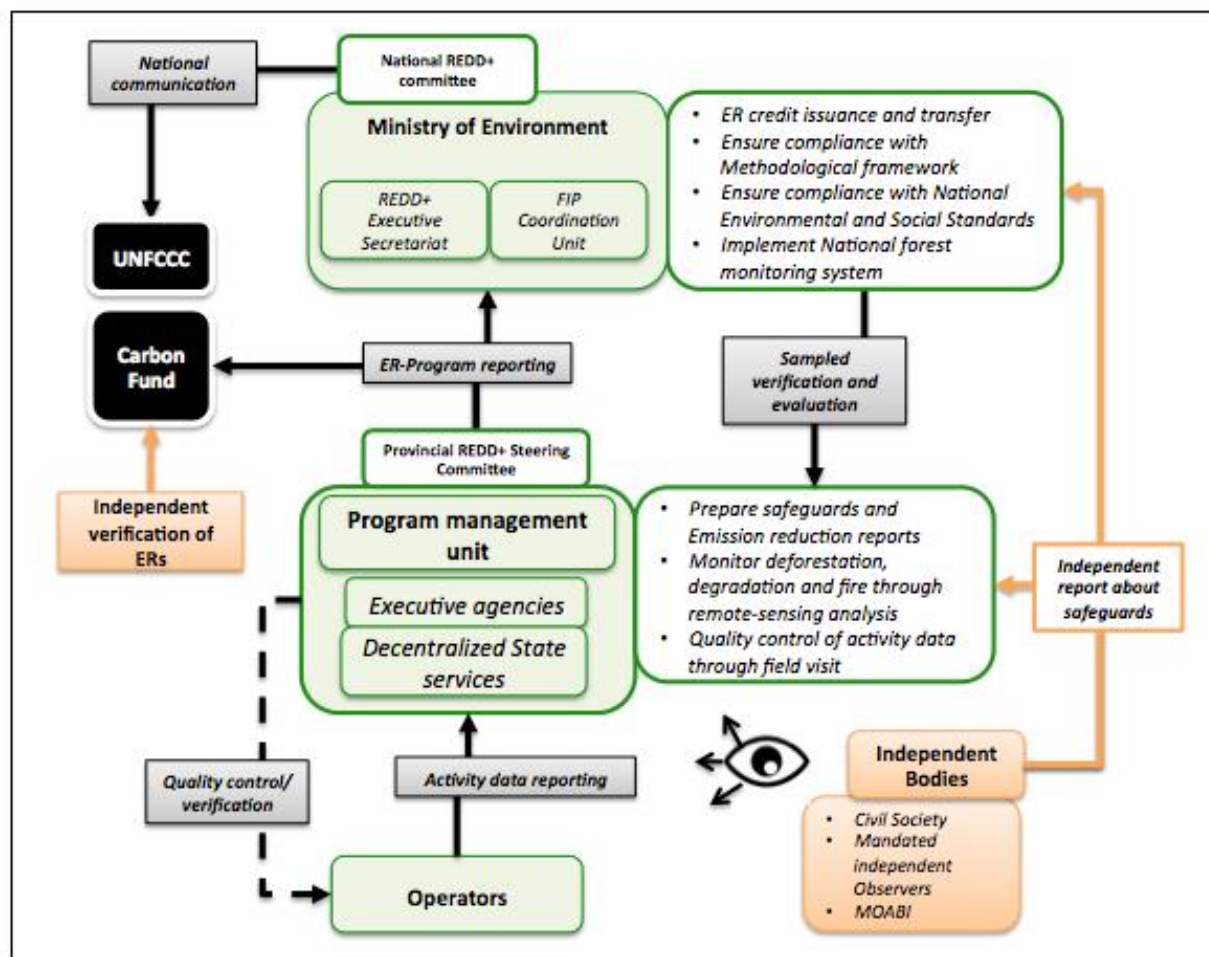 National
communication
National REDD+
committee
Ministry of Environment
REDD+
Executive
Secretariat
FIP
Coordination
Unit
• ER credit issuance and transfer
• Ensure compliance with
Methodological framework
• Ensure compliance with National
Environmental and Social Standards
• Implement National forest
monitoring system
UNFCCC
Carbon
Fund
ER-Program reporting
Sampled
verification and
evaluation
Provincial REDD+ Steering
Committee
Independent
verification of
ERs
Program management
unit
Executive agencies
Decentralized State
services
• Prepare safeguards and
Emission reduction reports
• Monitor deforestation,
degradation and fire through
remote-sensing analysis
• Quality control of activity data
through field visit
Independent
report about
safeguards
Quality control/
verification
Activity data reporting
Independent
Bodies
• Civil Society
• Mandated
independent
Observers
• MOABI
Operators